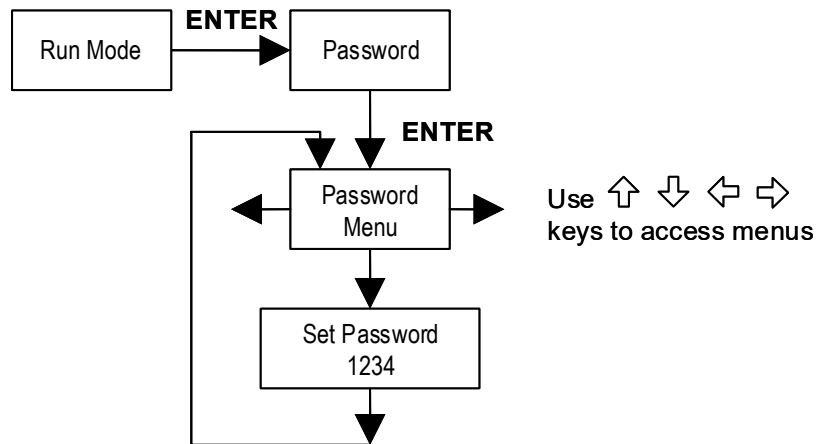 ENTER
Run Mode
Password
ENTER
Password
Menu
Use
keys to access menus
Set Password
1234